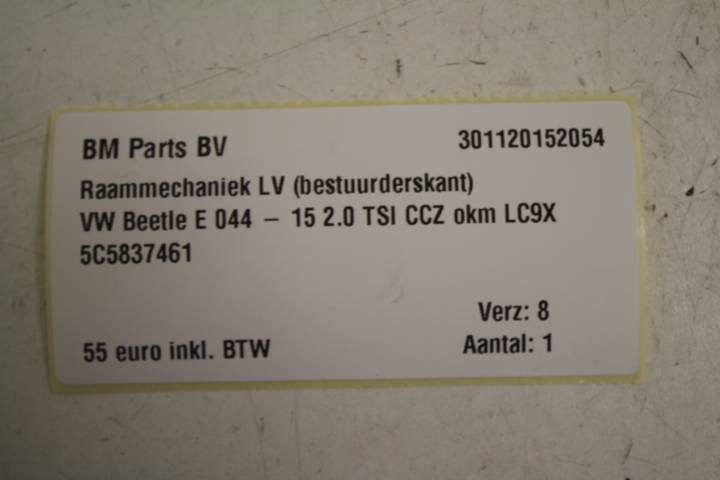 BM Parts BV 301120152054
Raammechaniek LV (bestuurderskant)
VW Beetle E 044 – 15 2.0 TSI CCZ okm LC9X
5C5837461
Verz: 8
55 euro inkl. BTW Aantal: 1